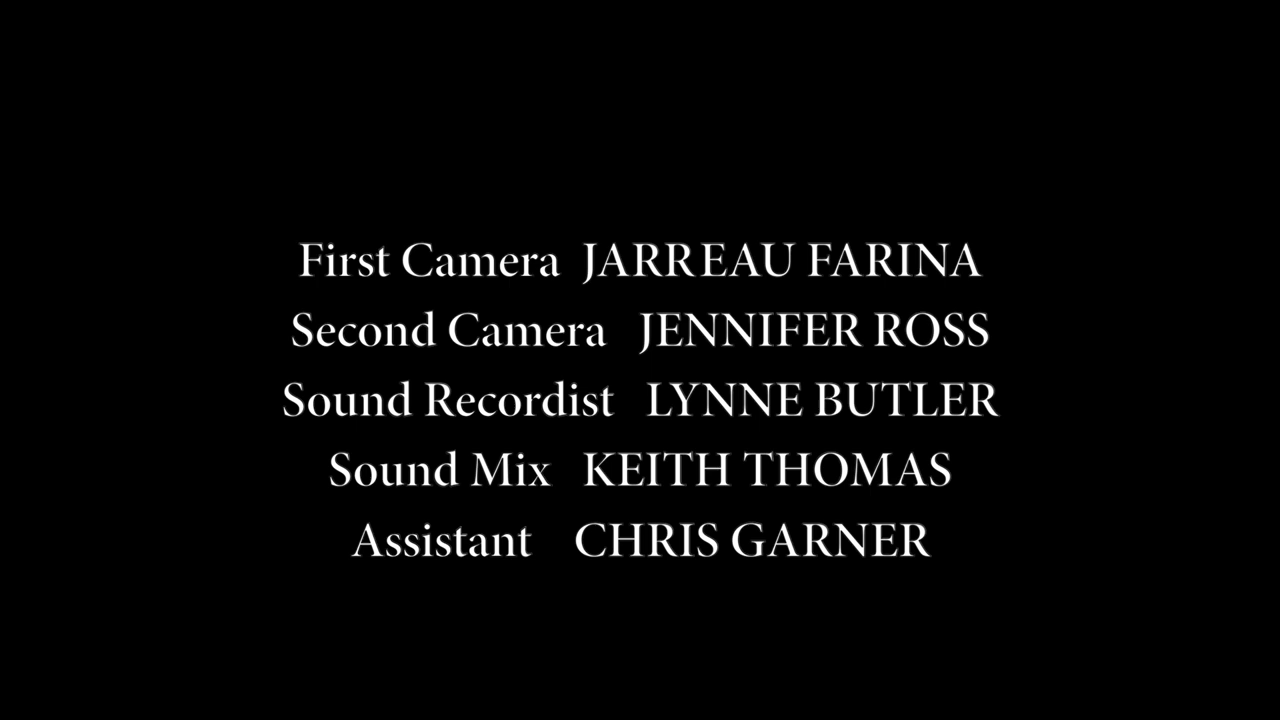 First Camera JARREAU FARINA
Second Camera JENNIFER ROSS
Sound Recordist LYNNE BUTLER
Sound Mix KEITH THOMAS
Assistant CHRIS GARNER